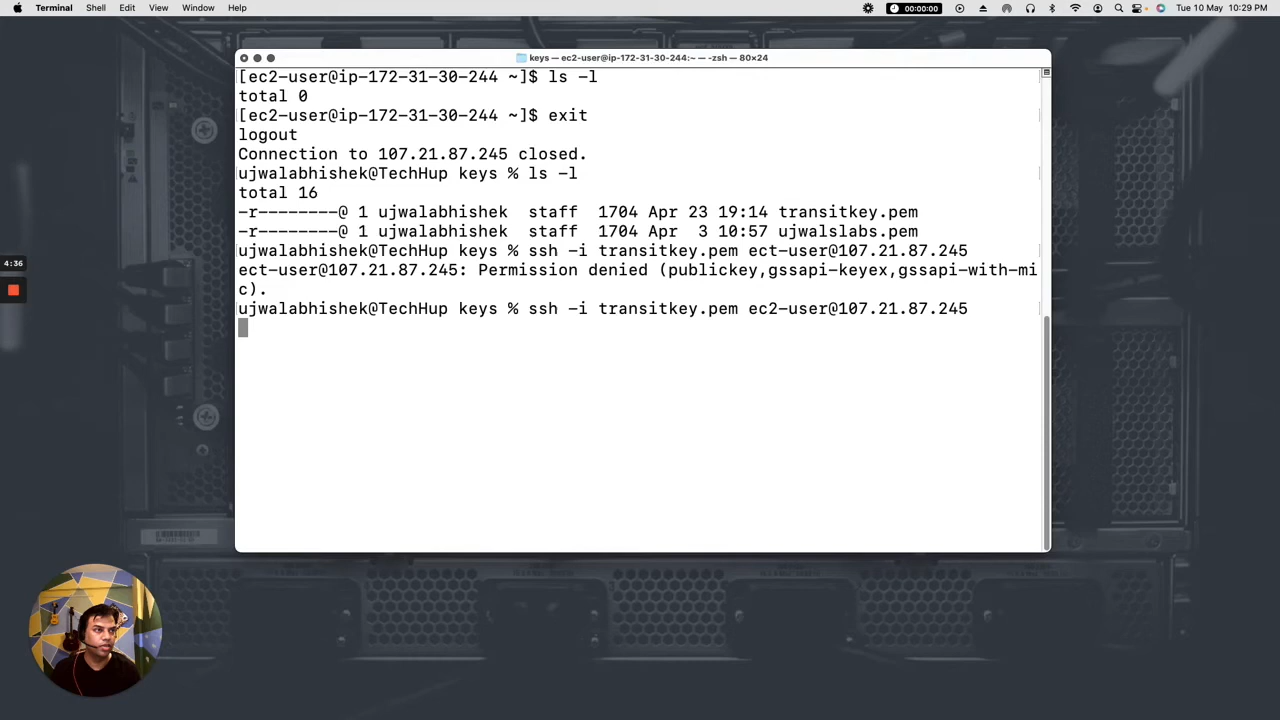 Terminal Shell Edit View Window Help 00:00:00 Tue 10 May 10:29 PM
keys — ec2-user@ip-172-31-30-244:~ — -zsh — 80×24
[ec2-user@ip-172-31-30-244 ~]$ ls -l
total 0
[ec2-user@ip-172-31-30-244 ~]$ exit
logout
Connection to 107.21.87.245 closed.
ujwalabhishek@TechHup keys % ls -l
total 16
-r--------@ 1 ujwalabhishek  staff  1704 Apr 23 19:14 transitkey.pem
-r--------@ 1 ujwalabhishek  staff  1704 Apr  3 10:57 ujwalslabs.pem
ujwalabhishek@TechHup keys % ssh -i transitkey.pem ect-user@107.21.87.245
ect-user@107.21.87.245: Permission denied (publickey,gssapi-keyex,gssapi-with-mi
c).
ujwalabhishek@TechHup keys % ssh -i transitkey.pem ec2-user@107.21.87.245
4:36